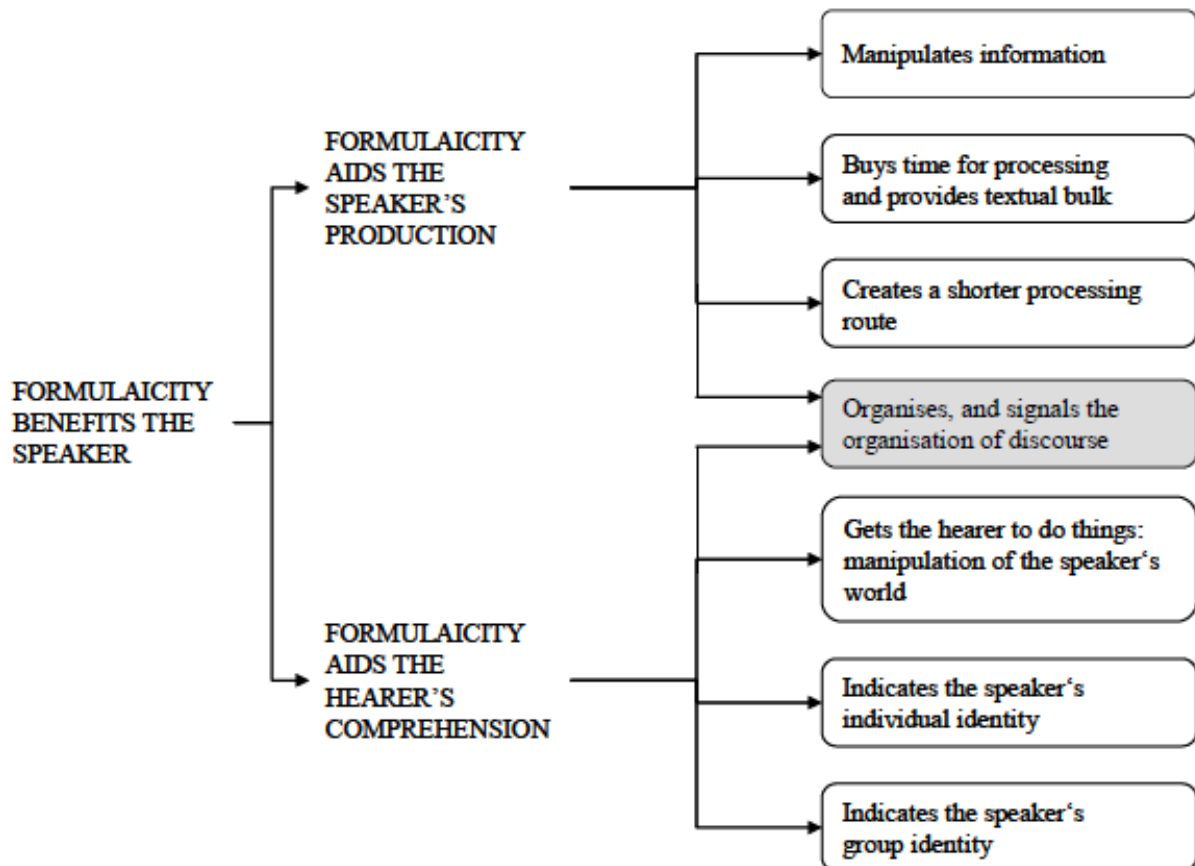 Manipulates information
FORMULAICITY
AIDS THE
SPEAKER’S
PRODUCTION
Buys time for processing
and provides textual bulk
Creates a shorter processing
route
FORMULAICITY
BENEFITS THE
SPEAKER
Organises, and signals the
organisation of discourse
Gets the hearer to do things:
manipulation of the speaker‘s
world
FORMULAICITY
AIDS THE
HEARER’S
COMPREHENSION
Indicates the speaker‘s
individual identity
Indicates the speaker‘s
group identity